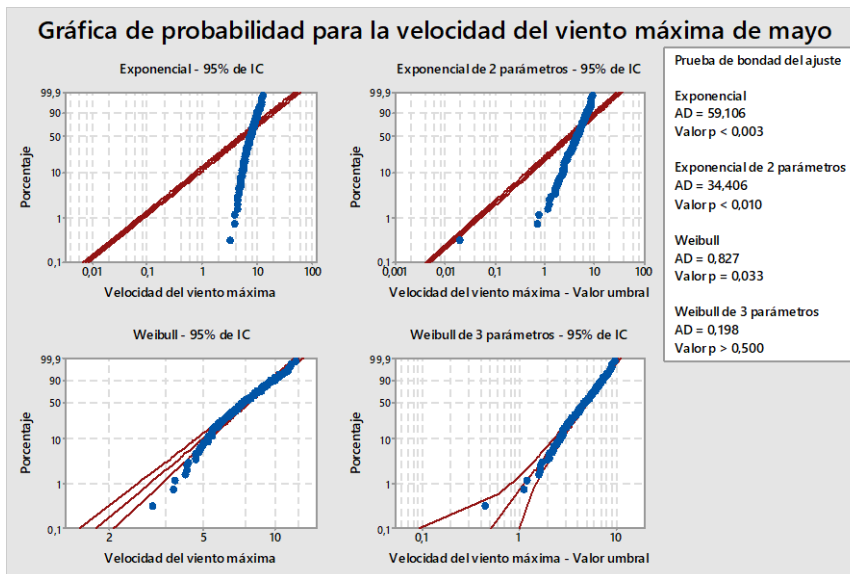 Gráfica de probabilidad para la velocidad del viento máxima de mayo
Exponencial - 95% de IC
99,9
90
50
10
1
0,1
Porcentaje
0,01 0,1 1 10 100
Velocidad del viento máxima
Exponencial de 2 parámetros - 95% de IC
99,9
90
50
10
1
0,1
Porcentaje
0,001 0,01 0,1 1 10 100
Velocidad del viento máxima - Valor umbral
Weibull - 95% de IC
99,9
90
50
10
1
0,1
Porcentaje
2 5 10
Velocidad del viento máxima
Weibull de 3 parámetros - 95% de IC
99,9
90
50
10
1
0,1
Porcentaje
0,1 1 10
Velocidad del viento máxima - Valor umbral
Prueba de bondad del ajuste
Exponencial
AD = 59,106
Valor p < 0,003
Exponencial de 2 parámetros
AD = 34,406
Valor p < 0,010
Weibull
AD = 0,827
Valor p = 0,033
Weibull de 3 parámetros
AD = 0,198
Valor p > 0,500